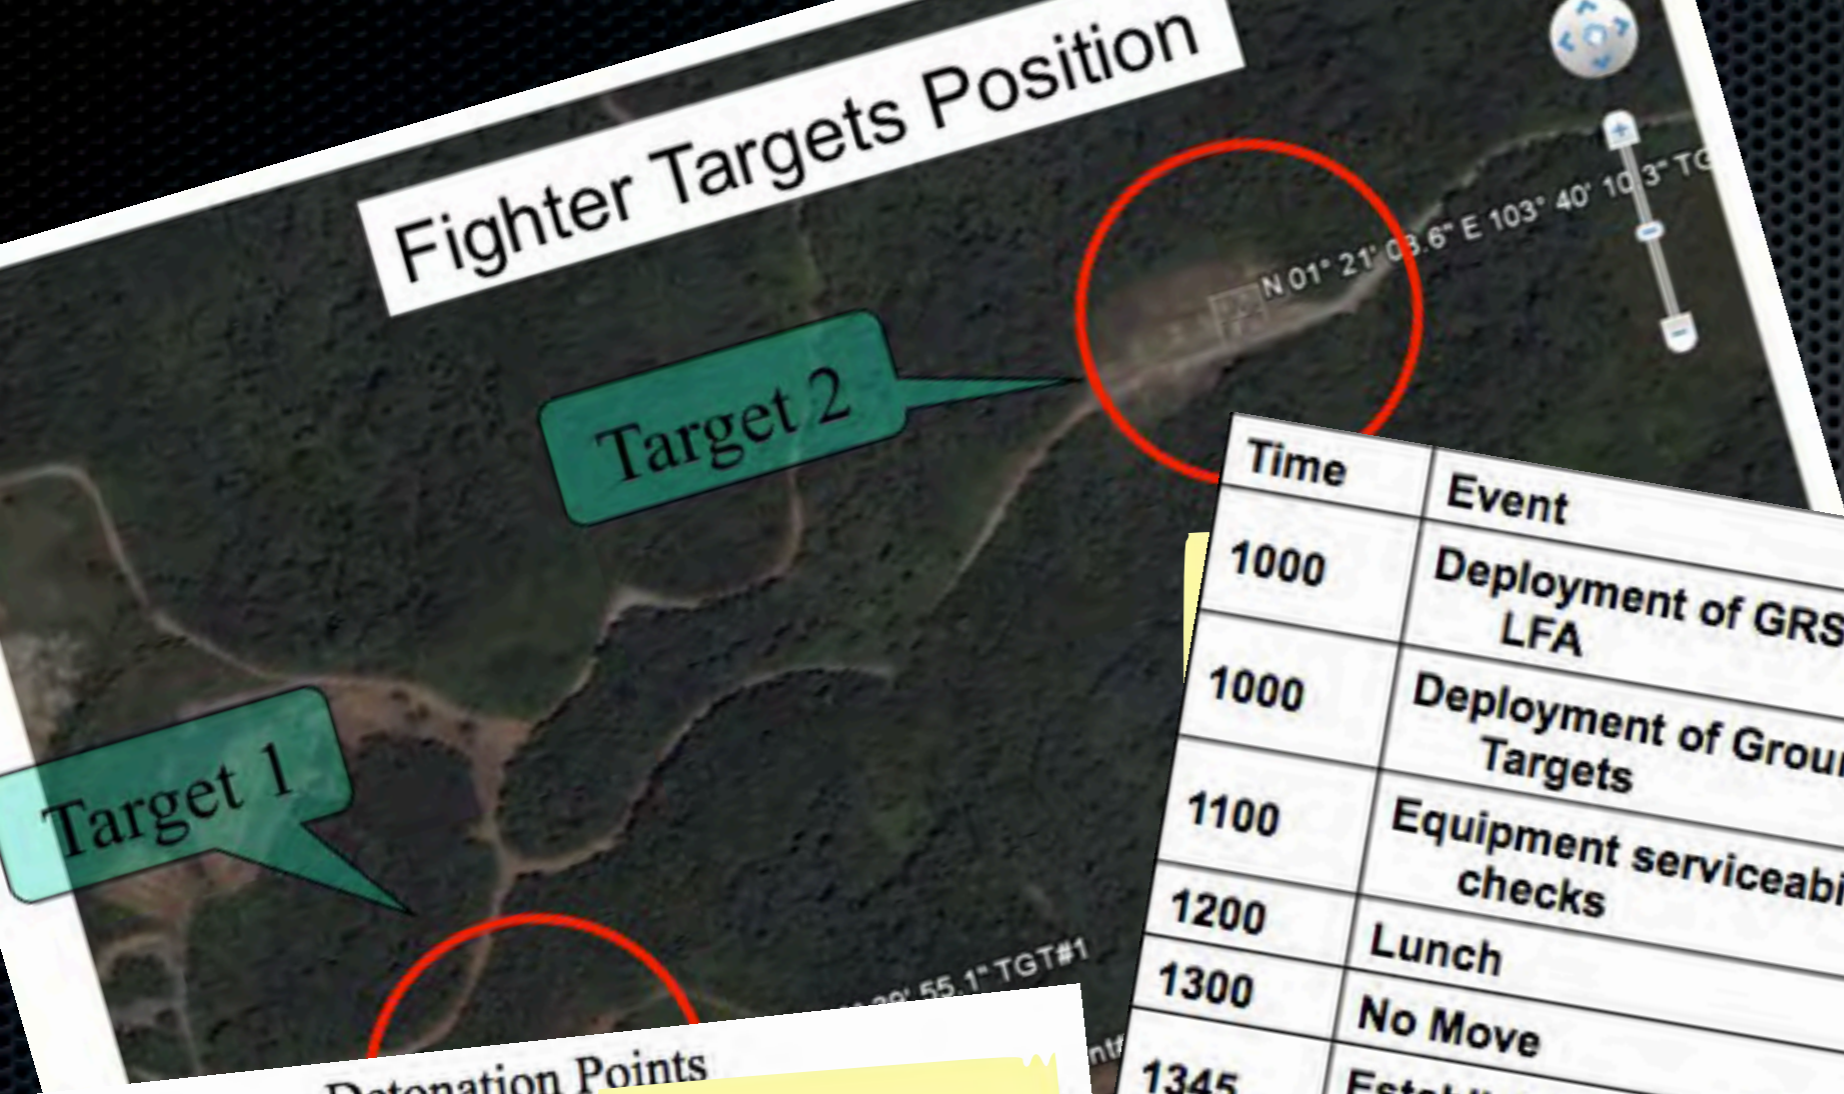 Fighter Targets Position
N 01° 21' 03.6" E 103° 40' 10.3" TG
Target 2
Target 1
55.1" TGT#1
Detonation Points
Time Event
1000 Deployment of GRS
LFA
1000 Deployment of Grou
Targets
1100 Equipment serviceabi
checks
1200 Lunch
1300 No Move
1345